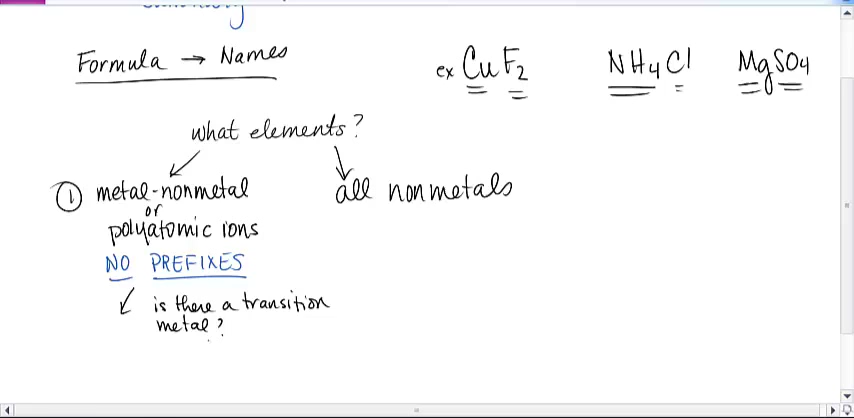 Formula → Names
ex CuF2 NH4Cl MgSO4
what elements?
① metal-nonmetal
or
polyatomic ions
all nonmetals
NO PREFIXES
↙ is there a transition
metal?